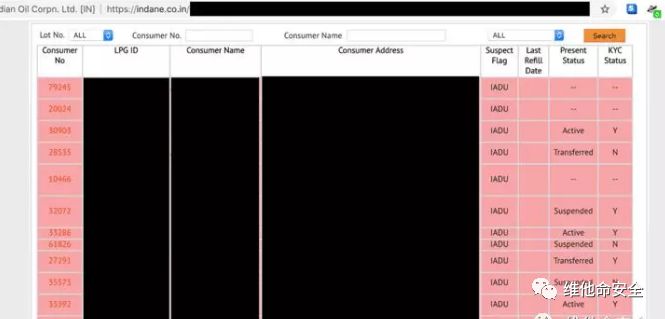 dian Oil Corpn. Ltd. [IN] https://indane.co.in/
Lot No. ALL Consumer No. Consumer Name ALL Search
Consumer No LPG ID Consumer Name Consumer Address Suspect Flag Last Refill Date Present Status KYC Status
79245 IADU -- --
20024 IADU -- --
30903 IADU Active Y
28535 IADU Transferred N
10466 IADU -- --
32072 IADU Suspended Y
33286 IADU Active Y
61826 IADU Suspended N
27291 IADU Transferred Y
35573 IADU N
33392 IADU Active Y
维他命安全